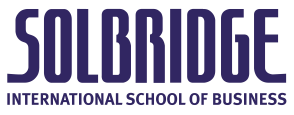 SOLBRIDGE
INTERNATIONAL SCHOOL OF BUSINESS